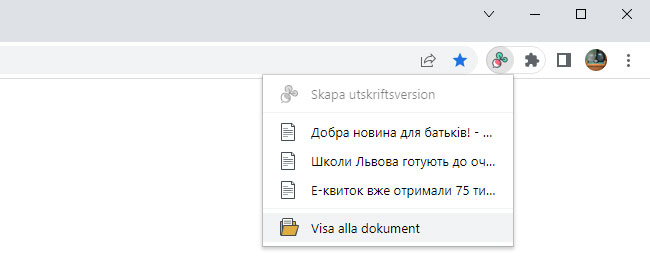 Skapa utskriftsversion
Добра новина для батьків! - ...
Школи Львова готують до оч...
Е-квиток вже отримали 75 ти...
Visa alla dokument